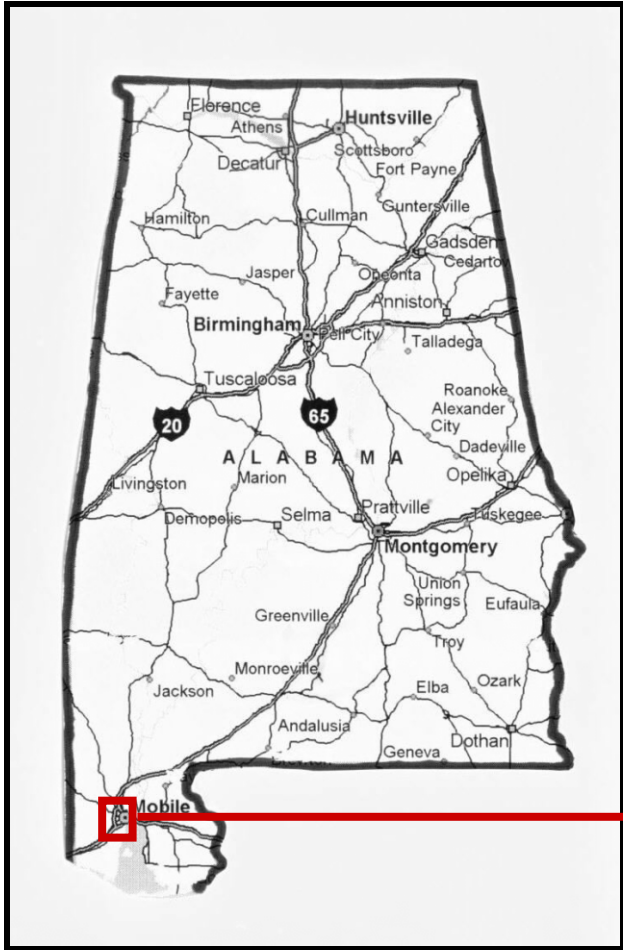 Florence
Huntsville
Athens
Scottsboro
Decatur
Fort Payne
Guntersville
Hamilton
Cullman
Gadsden
Jasper
Oneonta
Fayette
Anniston
Birmingham
Pell City
Talladega
Tuscaloosa
Roanoke
20
65
Alexander
City
Dadeville
A L A B A M A
Opelika
Livingston
Marion
Prattville
Demopolis
Selma
Tuskegee
Montgomery
Union
Springs
Eufaula
Greenville
Troy
Monroeville
Jackson
Elba
Ozark
Andalusia
Dothan
Geneva
Mobile